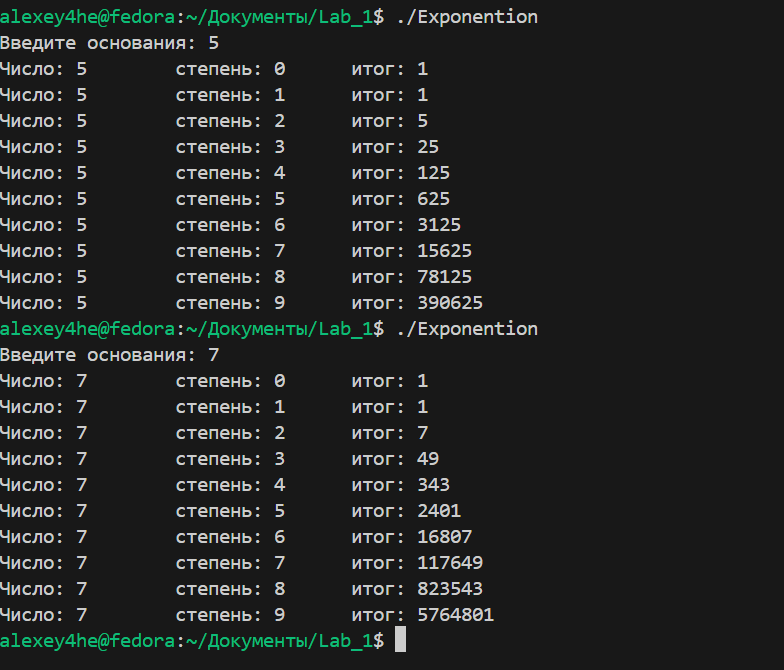 alexey4he@fedora:~/Документы/Lab_1$ ./Exponention
Введите основания: 5
Число: 5 степень: 0 итог: 1
Число: 5 степень: 1 итог: 1
Число: 5 степень: 2 итог: 5
Число: 5 степень: 3 итог: 25
Число: 5 степень: 4 итог: 125
Число: 5 степень: 5 итог: 625
Число: 5 степень: 6 итог: 3125
Число: 5 степень: 7 итог: 15625
Число: 5 степень: 8 итог: 78125
Число: 5 степень: 9 итог: 390625
alexey4he@fedora:~/Документы/Lab_1$ ./Exponention
Введите основания: 7
Число: 7 степень: 0 итог: 1
Число: 7 степень: 1 итог: 1
Число: 7 степень: 2 итог: 7
Число: 7 степень: 3 итог: 49
Число: 7 степень: 4 итог: 343
Число: 7 степень: 5 итог: 2401
Число: 7 степень: 6 итог: 16807
Число: 7 степень: 7 итог: 117649
Число: 7 степень: 8 итог: 823543
Число: 7 степень: 9 итог: 5764801
alexey4he@fedora:~/Документы/Lab_1$